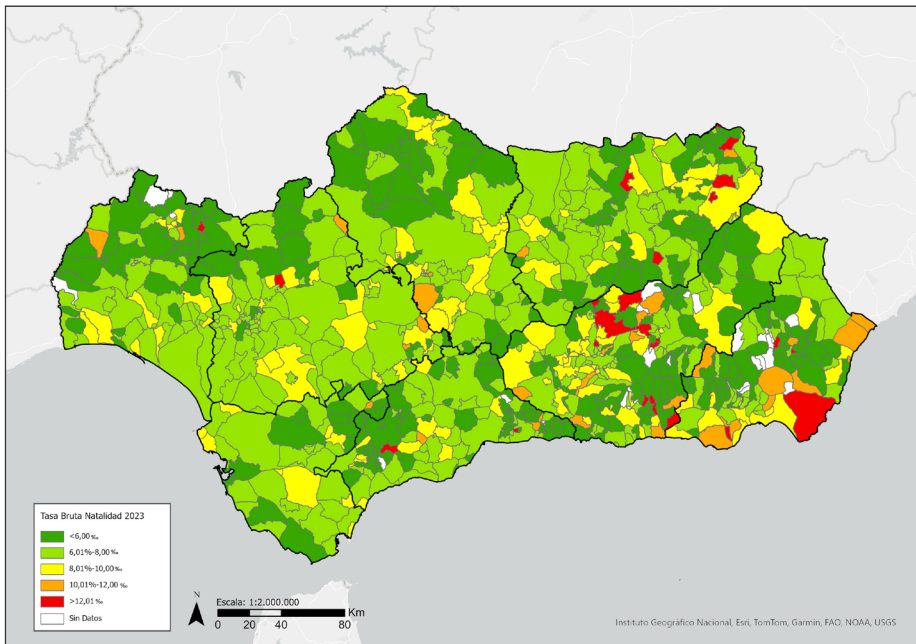 Tasa Bruta Natalidad 2023
<6,00 ‰
6,01%-8,00 ‰
8,01%-10,00 ‰
10,01%-12,00 ‰
>12,01 ‰
Sin Datos
N
Escala: 1:2.000.000
Km
0 20 40 80
Instituto Geográfico Nacional, Esri, TomTom, Garmin, FAO, NOAA, USGS